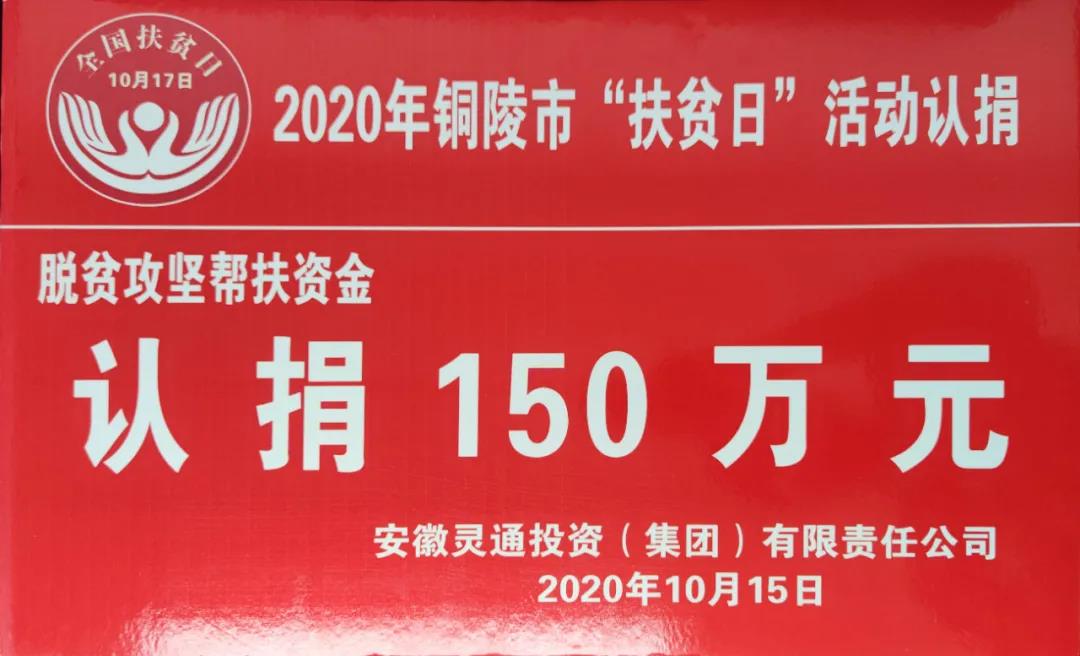 全国扶贫日
10月17日
2020年铜陵市“扶贫日”活动认捐
脱贫攻坚帮扶资金
认捐150万元
安徽灵通投资（集团）有限责任公司
2020年10月15日